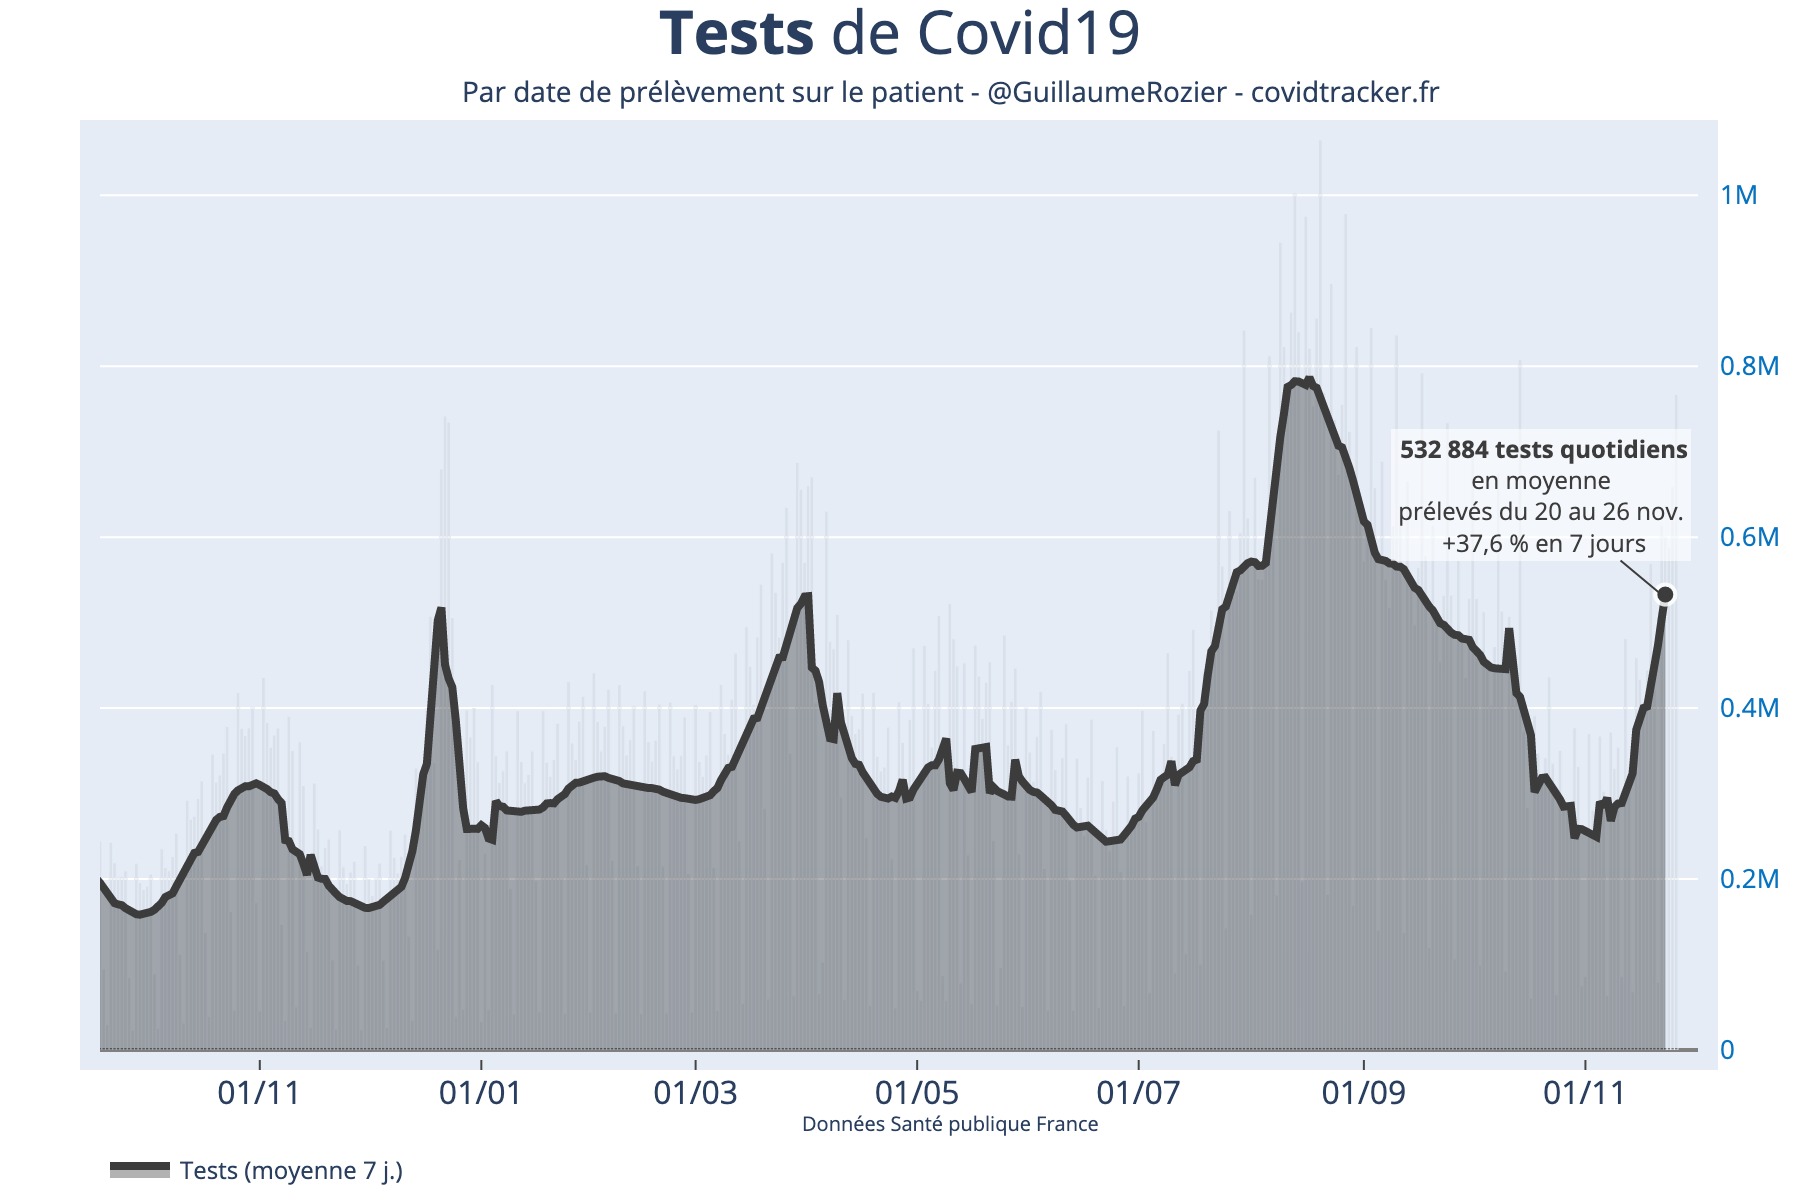 Tests de Covid19
Par date de prélèvement sur le patient - @GuillaumeRozier - covidtracker.fr
1M
0.8M
532 884 tests quotidiens
en moyenne
prélevés du 20 au 26 nov.
+37,6 % en 7 jours
0.6M
0.4M
0.2M
0
01/11 01/01 01/03 01/05 01/07 01/09 01/11
Données Santé publique France
Tests (moyenne 7 j.)